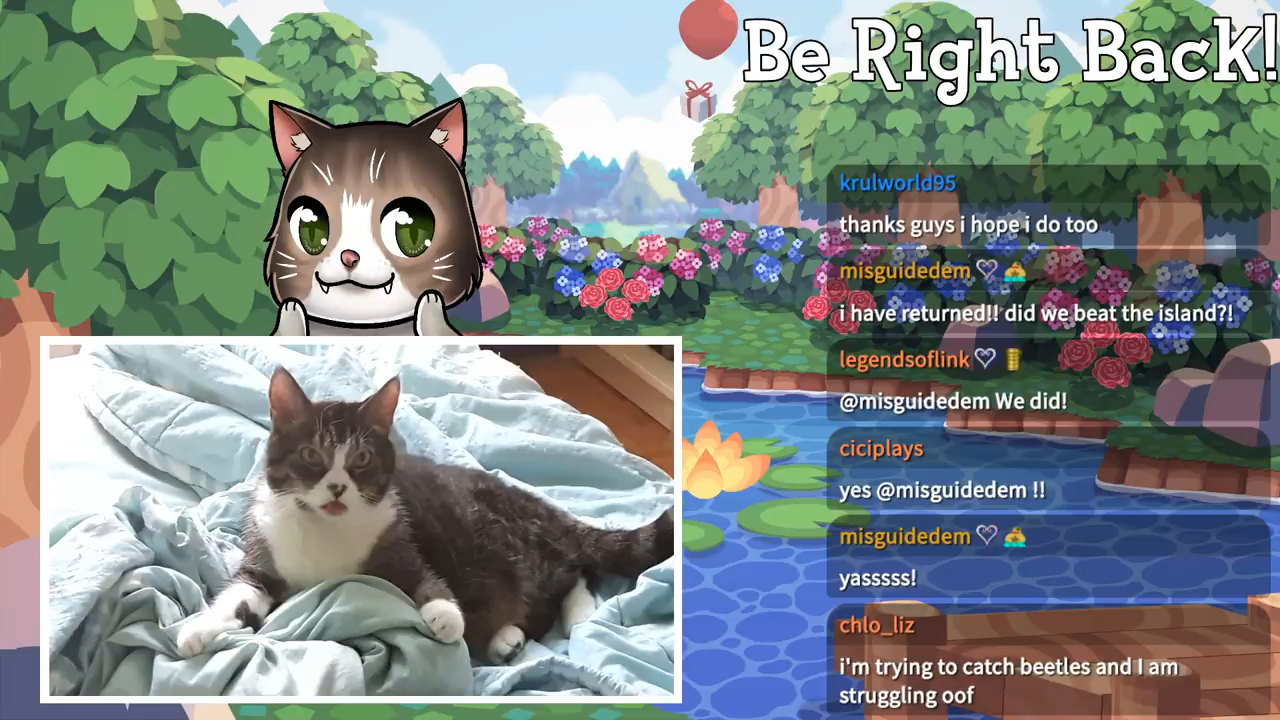 Be Right Back!
krulworld95
thanks guys i hope i do too
misguidedem
i have returned!! did we beat the island?!
legendsoflink
@misguidedem We did!
ciciplays
yes @misguidedem !!
misguidedem
yasssss!
chlo_liz
i'm trying to catch beetles and I am
struggling oof